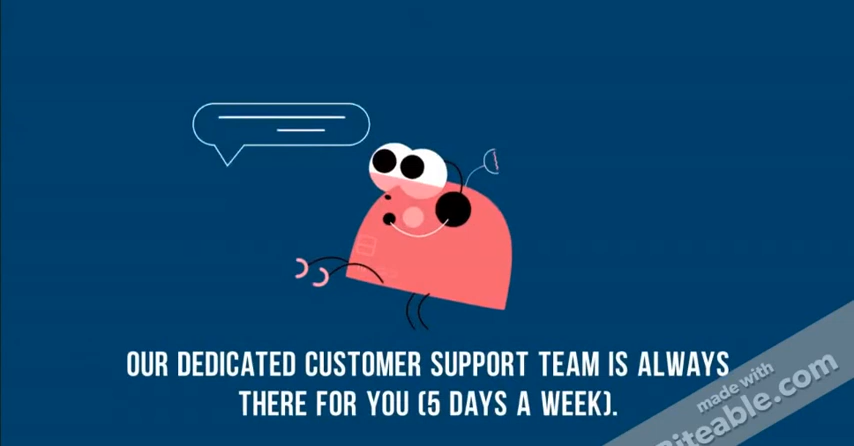 OUR DEDICATED CUSTOMER SUPPORT TEAM IS ALWAYS
THERE FOR YOU (5 DAYS A WEEK).
made with
Biteable.com